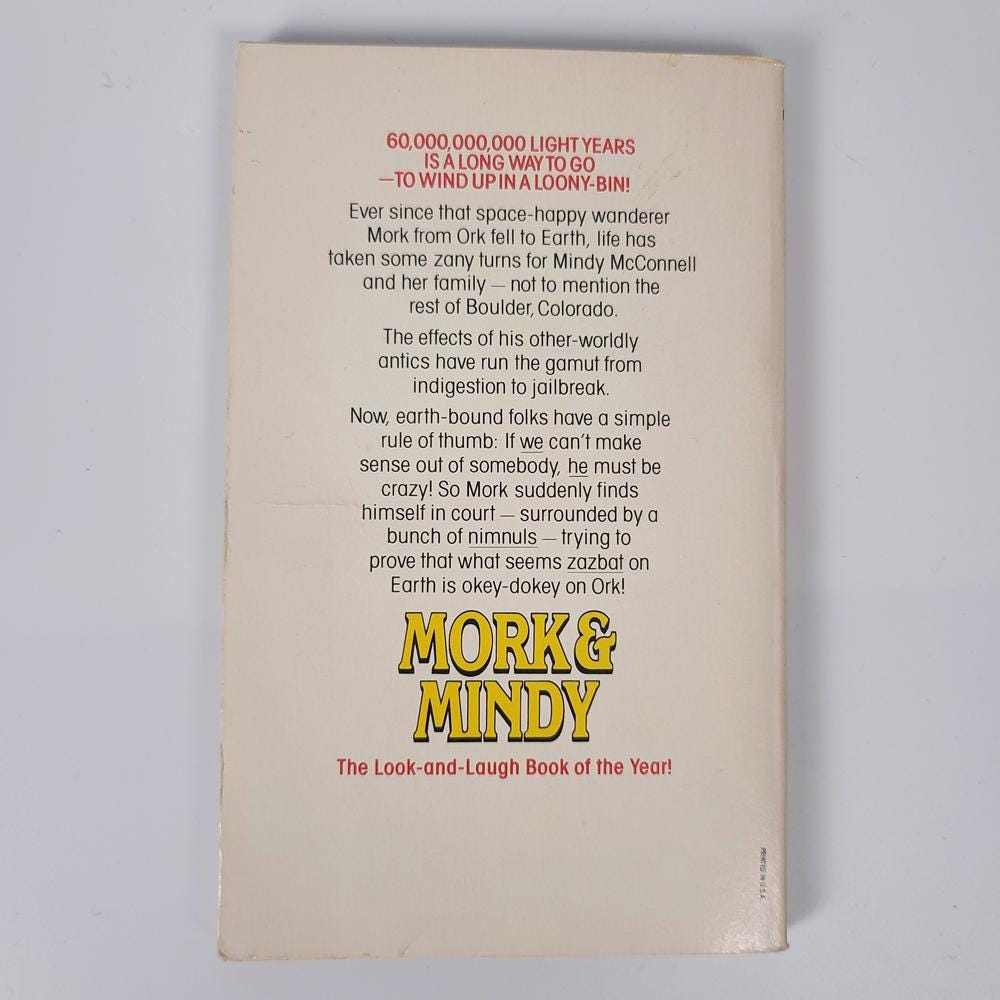 60,000,000,000 LIGHT YEARS
IS A LONG WAY TO GO
—TO WIND UP IN A LOONY-BIN!
Ever since that space-happy wanderer
Mork from Ork fell to Earth, life has
taken some zany turns for Mindy McConnell
and her family — not to mention the
rest of Boulder, Colorado.
The effects of his other-worldly
antics have run the gamut from
indigestion to jailbreak.
Now, earth-bound folks have a simple
rule of thumb: If we can't make
sense out of somebody, he must be
crazy! So Mork suddenly finds
himself in court — surrounded by a
bunch of nimnuls — trying to
prove that what seems zazbat on
Earth is okey-dokey on Ork!
MORK &
MINDY
The Look-and-Laugh Book of the Year!
PRINTED IN U.S.A.